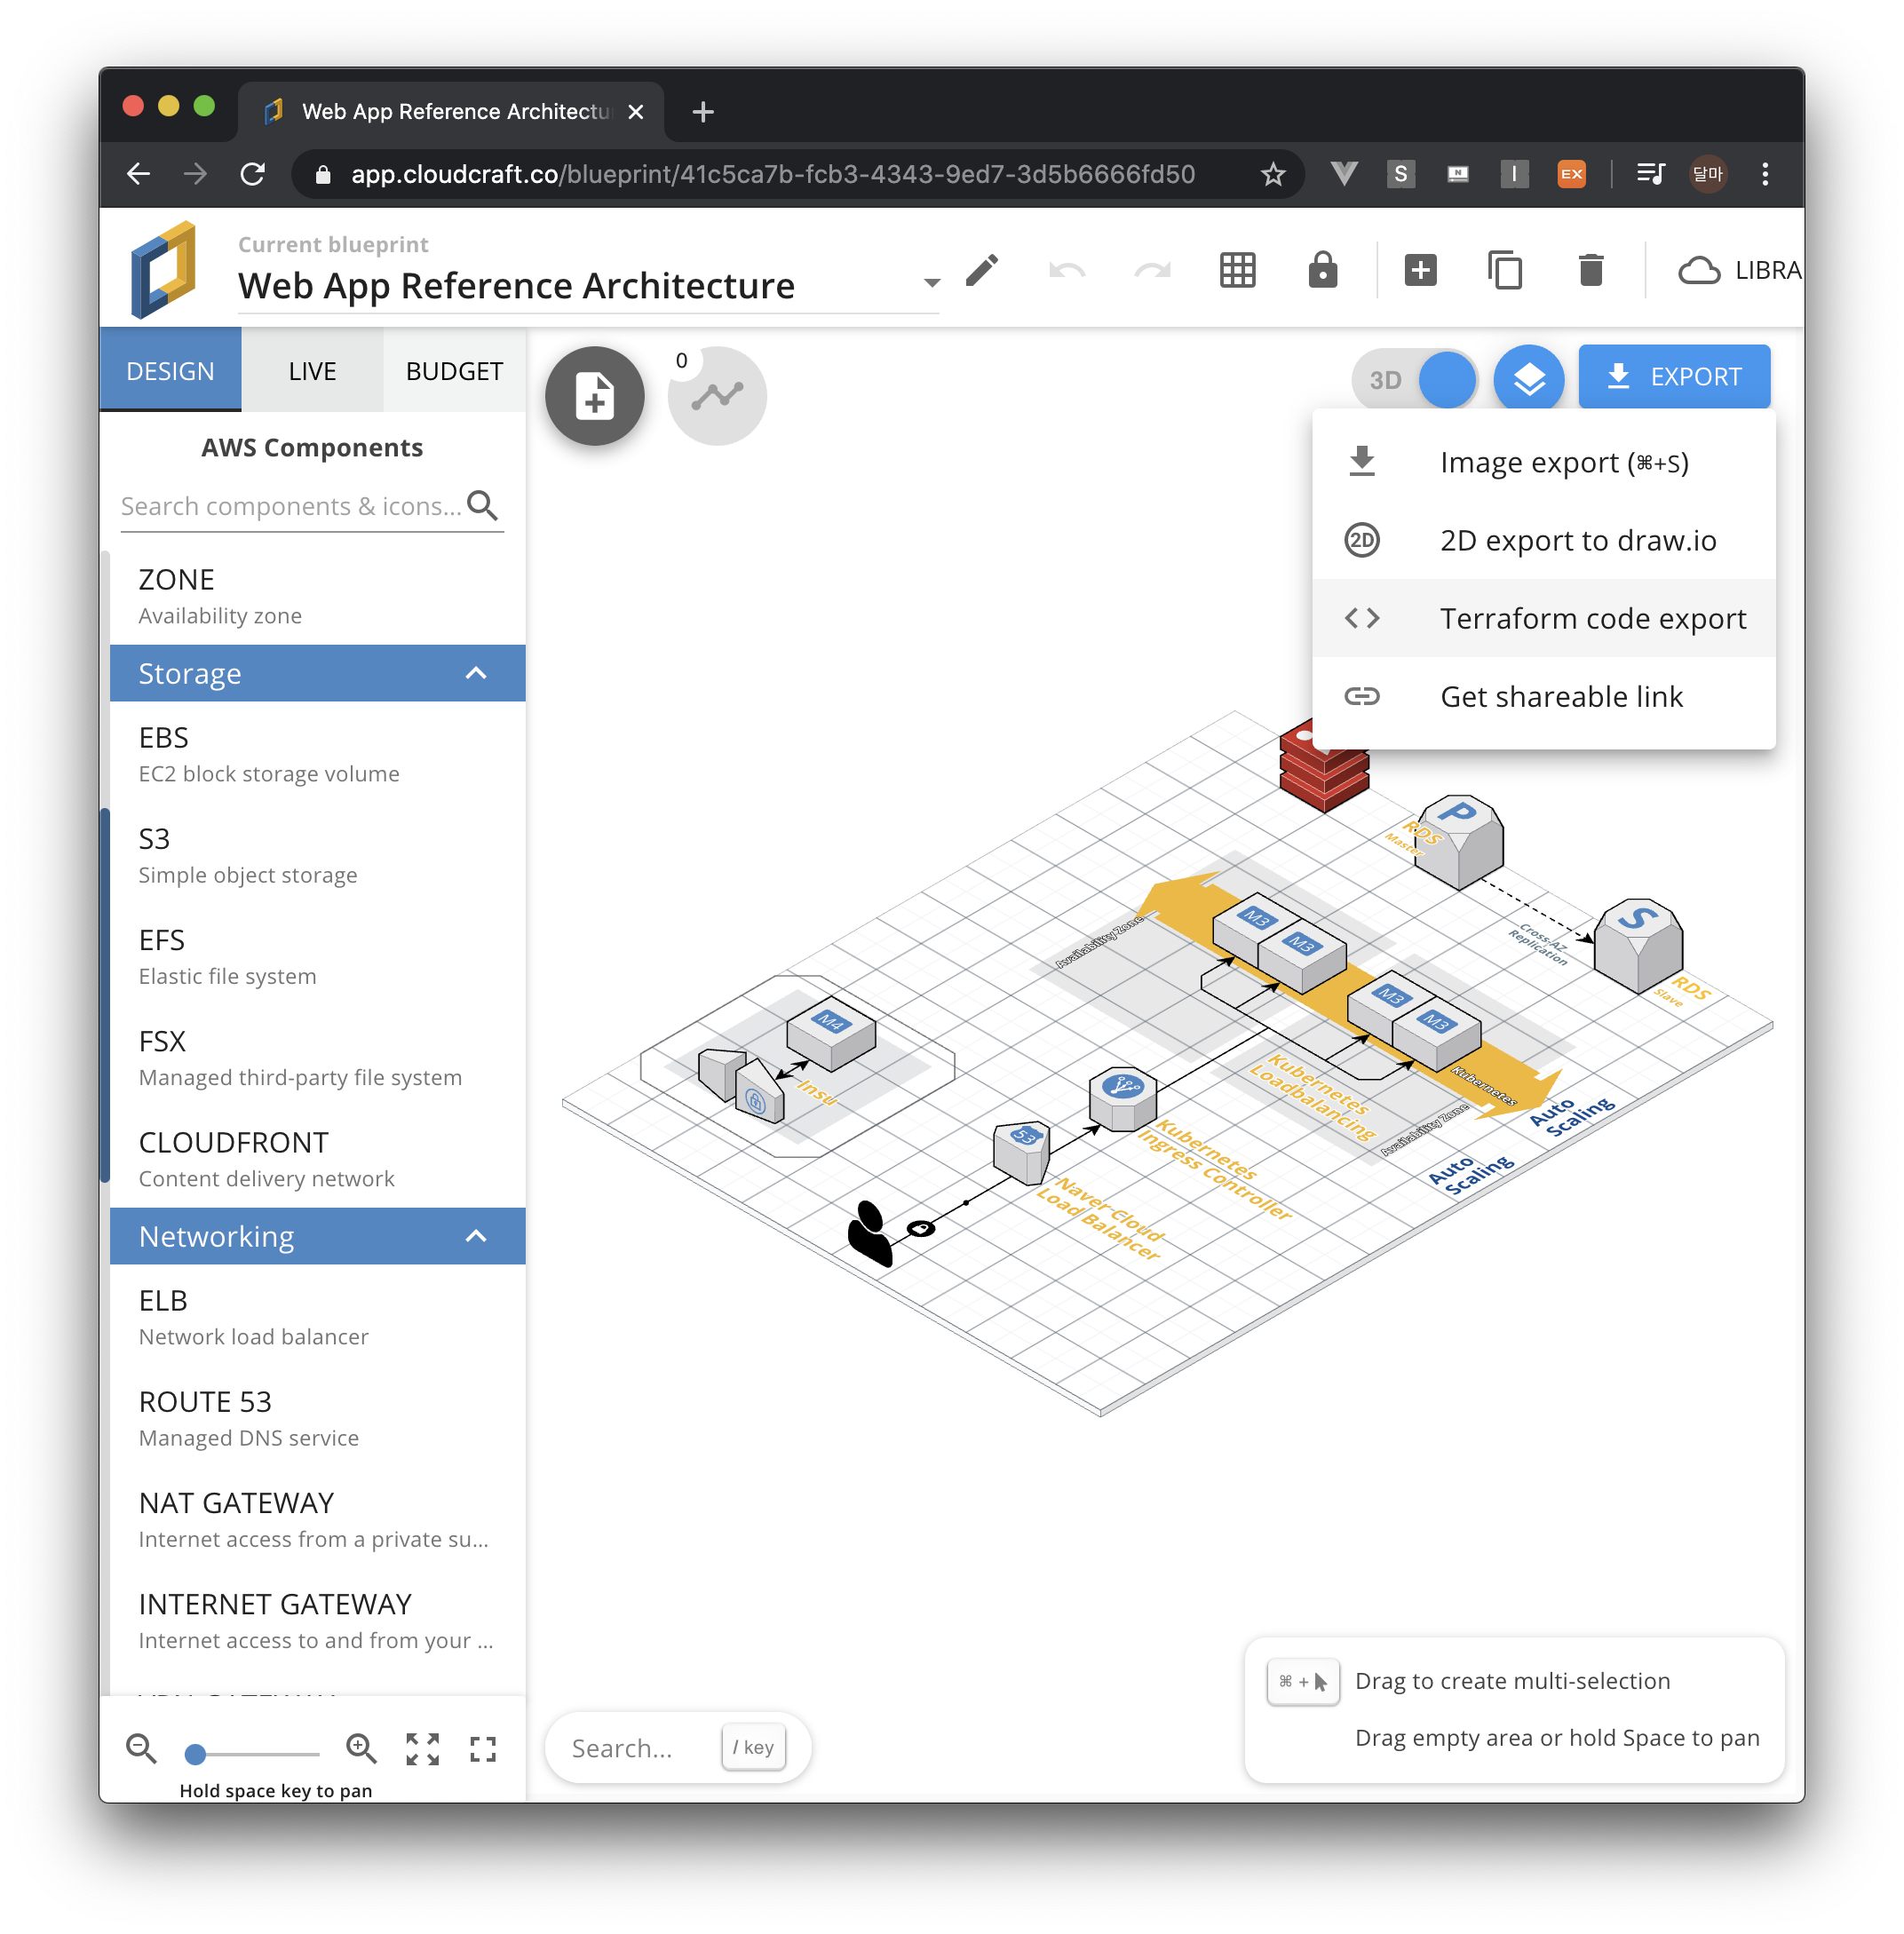 Web App Reference Architectu
app.cloudcraft.co/blueprint/41c5ca7b-fcb3-4343-9ed7-3d5b6666fd50
S
N
I
EX
달마
Current blueprint
Web App Reference Architecture
LIBRA
DESIGN
LIVE
BUDGET
0
3D
EXPORT
AWS Components
Search components & icons...
Image export (⌘+S)
2D
2D export to draw.io
Terraform code export
Get shareable link
ZONE
Availability zone
Storage
EBS
EC2 block storage volume
S3
Simple object storage
EFS
Elastic file system
FSX
Managed third-party file system
CLOUDFRONT
Content delivery network
Networking
ELB
Network load balancer
ROUTE 53
Managed DNS service
NAT GATEWAY
Internet access from a private su...
INTERNET GATEWAY
Internet access to and from your ...
P
RDS
Master
S
Cross-AZ
Replication
RDS
Slave
Availability Zone
M3
M3
M3
M3
M4
Insu
Kubernetes
Loadbalancing
Kubernetes
Auto
Scaling
Availability Zone
Auto
Scaling
Kubernetes
Ingress Controller
53
Naver Cloud
Load Balancer
Hold space key to pan
Search...
/ key
⌘ +
Drag to create multi-selection
Drag empty area or hold Space to pan